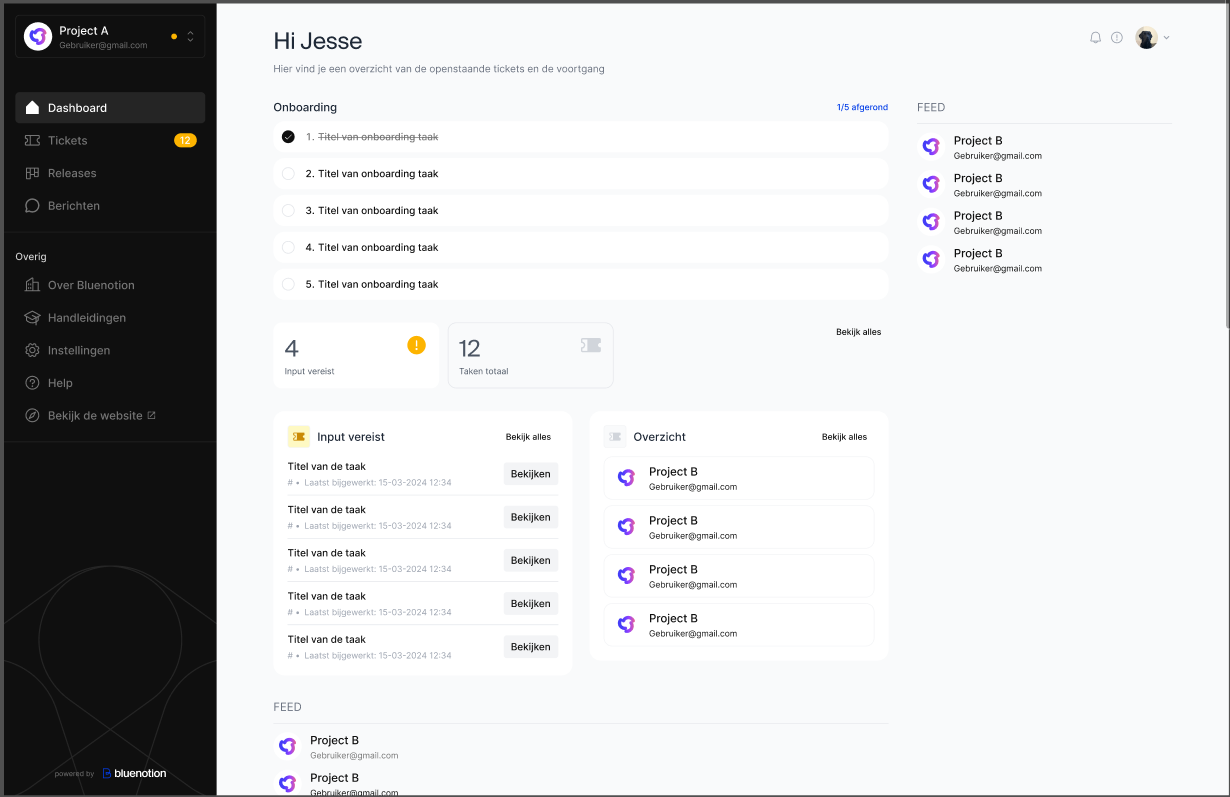 Project A
Gebruiker@gmail.com
Dashboard
Tickets
12
Releases
Berichten
Overig
Over Bluenotion
Handleidingen
Instellingen
Help
Bekijk de website
powered by
bluenotion
Hi Jesse
Hier vind je een overzicht van de openstaande tickets en de voortgang
Onboarding
1/5 afgerond
1. Titel van onboarding taak
2. Titel van onboarding taak
3. Titel van onboarding taak
4. Titel van onboarding taak
5. Titel van onboarding taak
4
Input vereist
12
Taken totaal
Bekijk alles
Input vereist
Bekijk alles
Titel van de taak
# • Laatst bijgewerkt: 15-03-2024 12:34
Bekijken
Titel van de taak
# • Laatst bijgewerkt: 15-03-2024 12:34
Bekijken
Titel van de taak
# • Laatst bijgewerkt: 15-03-2024 12:34
Bekijken
Titel van de taak
# • Laatst bijgewerkt: 15-03-2024 12:34
Bekijken
Titel van de taak
# • Laatst bijgewerkt: 15-03-2024 12:34
Bekijken
Overzicht
Bekijk alles
Project B
Gebruiker@gmail.com
Project B
Gebruiker@gmail.com
Project B
Gebruiker@gmail.com
Project B
Gebruiker@gmail.com
FEED
Project B
Gebruiker@gmail.com
Project B
Gebruiker@gmail.com
FEED
Project B
Gebruiker@gmail.com
Project B
Gebruiker@gmail.com
Project B
Gebruiker@gmail.com
Project B
Gebruiker@gmail.com